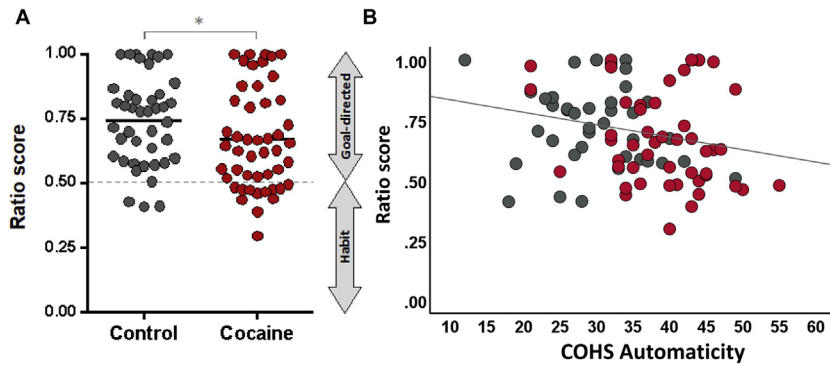 A
*
Ratio score
1.00
0.75
0.50
0.25
0.00
Control
Cocaine
Goal-directed
Habit
B
Ratio score
1.00
.75
.50
.25
.00
10 15 20 25 30 35 40 45 50 55 60
COHS Automaticity